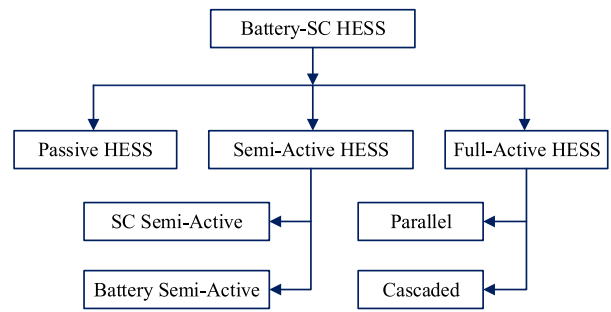 Battery-SC HESS
Passive HESS
Semi-Active HESS
Full-Active HESS
SC Semi-Active
Parallel
Battery Semi-Active
Cascaded